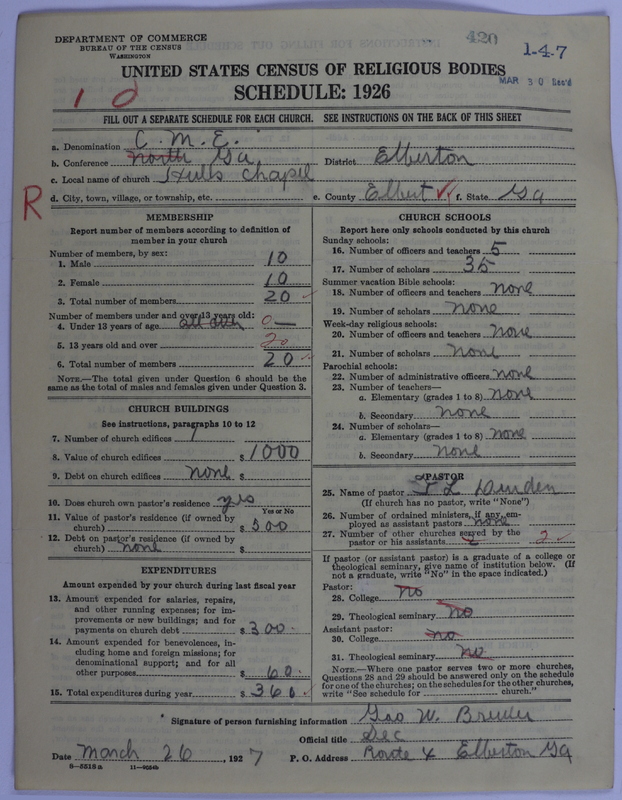 DEPARTMENT OF COMMERCE
BUREAU OF THE CENSUS
WASHINGTON
420
1-4-7
MAR 30 Rec'd
UNITED STATES CENSUS OF RELIGIOUS BODIES
SCHEDULE: 1926
1 0
FILL OUT A SEPARATE SCHEDULE FOR EACH CHURCH. SEE INSTRUCTIONS ON THE BACK OF THIS SHEET
a. Denomination C. M. E.
b. Conference North Ga District Elberton
c. Local name of church Hulls Chapel
R
d. City, town, village, or township, etc. e. County Elbert f. State Ga
MEMBERSHIP
Report number of members according to definition of
member in your church
Number of members, by sex:
1. Male 10
2. Female 10
3. Total number of members 20
Number of members under and over 13 years old:
4. Under 13 years of age 0 —
5. 13 years old and over 20
6. Total number of members 20
NOTE.—The total given under Question 6 should be the
same as the total of males and females given under Question 3.
CHURCH BUILDINGS
See instructions, paragraphs 10 to 12
7. Number of church edifices 1
8. Value of church edifices $ 1000
9. Debt on church edifices none $
10. Does church own pastor's residence? yes
Yes or No
11. Value of pastor's residence (if owned by
church) $ 500
12. Debt on pastor's residence (if owned by
church) none $
EXPENDITURES
Amount expended by your church during last fiscal year
13. Amount expended for salaries, repairs,
and other running expenses; for im-
provements or new buildings; and for
payments on church debt $ 300.
14. Amount expended for benevolences, in-
cluding home and foreign missions; for
denominational support; and for all
other purposes $ 60.
15. Total expenditures during year $ 360
CHURCH SCHOOLS
Report here only schools conducted by this church
Sunday schools:
16. Number of officers and teachers 5
17. Number of scholars 35
Summer vacation Bible schools:
18. Number of officers and teachers none
19. Number of scholars none
Week-day religious schools:
20. Number of officers and teachers none
21. Number of scholars none
Parochial schools:
22. Number of administrative officers none
23. Number of teachers—
a. Elementary (grades 1 to 8) none
b. Secondary none
24. Number of scholars—
a. Elementary (grades 1 to 8) none
b. Secondary none
PASTOR
25. Name of pastor L
(If church has no pastor, write "None")
26. Number of ordained ministers, if any, em-
ployed as assistant pastors none
27. Number of other churches served by the
pastor or his assistants 2
If pastor (or assistant pastor) is a graduate of a college or
theological seminary, give name of institution below. (If
not a graduate, write "No" in the space indicated.)
Pastor:
28. College no
29. Theological seminary no
Assistant pastor:
30. College no
31. Theological seminary no
NOTE.—Where one pastor serves two or more churches,
Questions 28 and 29 should be answered only on the schedule
for one of the churches; on the schedules for the other churches,
write "See schedule for church."
Signature of person furnishing information Geo W.
Official title Sec
Date March 26, 1927 P. O. Address Route 4 Elberton Ga
8—5518a 11—9254b